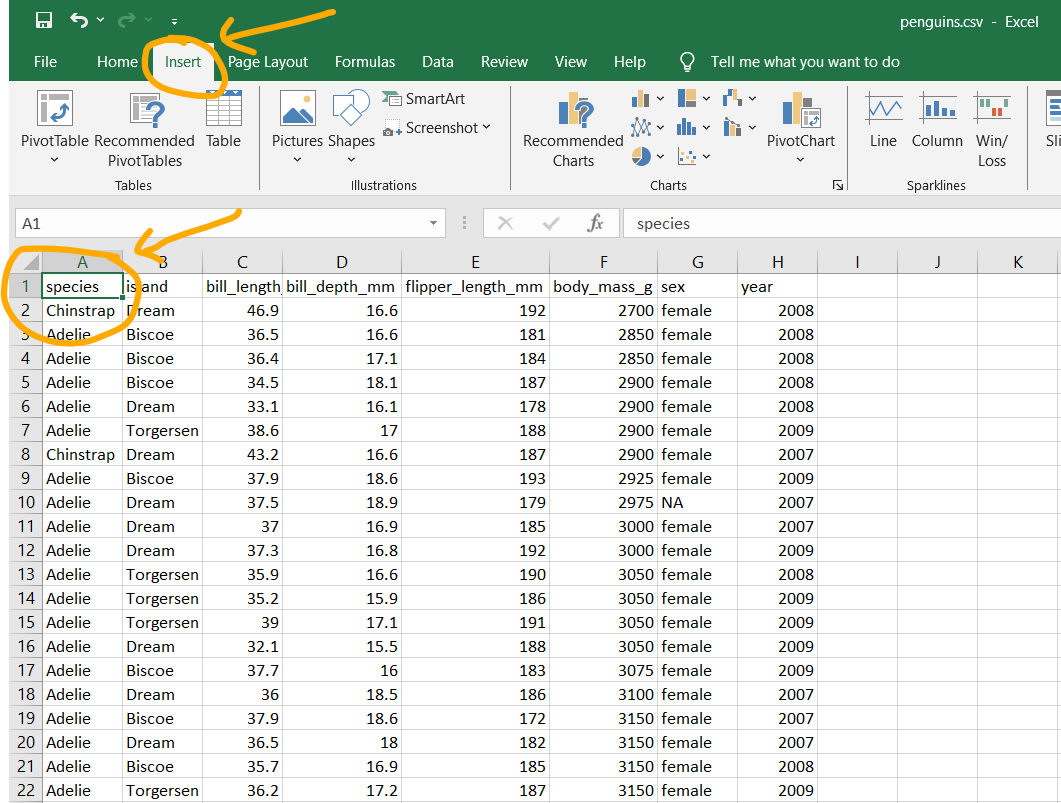 penguins.csv - Excel
File Home Insert Page Layout Formulas Data Review View Help Tell me what you want to do
PivotTable Recommended PivotTables Table
Tables
Pictures Shapes SmartArt Screenshot
Illustrations
Recommended Charts PivotChart
Charts
Line Column Win/Loss
Sparklines
Sli
A1 fx species
A B C D E F G H I J K
1 species island bill_length_ bill_depth_mm flipper_length_mm body_mass_g sex year
2 Chinstrap Dream 46.9 16.6 192 2700 female 2008
3 Adelie Biscoe 36.5 16.6 181 2850 female 2008
4 Adelie Biscoe 36.4 17.1 184 2850 female 2008
5 Adelie Biscoe 34.5 18.1 187 2900 female 2008
6 Adelie Dream 33.1 16.1 178 2900 female 2008
7 Adelie Torgersen 38.6 17 188 2900 female 2009
8 Chinstrap Dream 43.2 16.6 187 2900 female 2007
9 Adelie Biscoe 37.9 18.6 193 2925 female 2009
10 Adelie Dream 37.5 18.9 179 2975 NA 2007
11 Adelie Dream 37 16.9 185 3000 female 2007
12 Adelie Dream 37.3 16.8 192 3000 female 2009
13 Adelie Torgersen 35.9 16.6 190 3050 female 2008
14 Adelie Torgersen 35.2 15.9 186 3050 female 2009
15 Adelie Torgersen 39 17.1 191 3050 female 2009
16 Adelie Dream 32.1 15.5 188 3050 female 2009
17 Adelie Biscoe 37.7 16 183 3075 female 2009
18 Adelie Dream 36 18.5 186 3100 female 2007
19 Adelie Biscoe 37.9 18.6 172 3150 female 2007
20 Adelie Dream 36.5 18 182 3150 female 2007
21 Adelie Biscoe 35.7 16.9 185 3150 female 2008
22 Adelie Torgersen 36.2 17.2 187 3150 female 2009